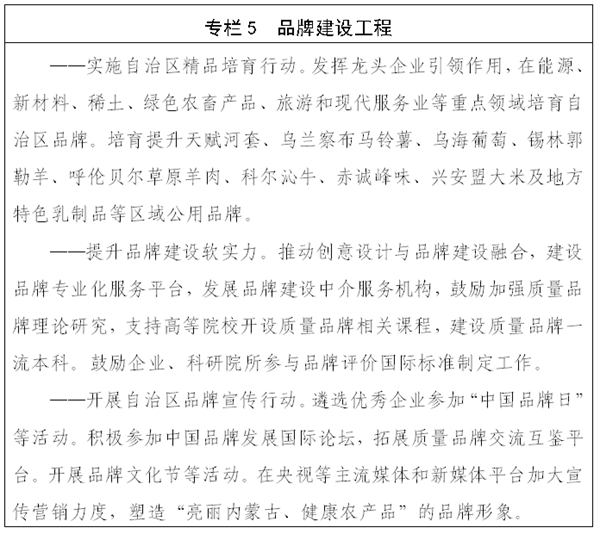 专栏5 品牌建设工程
——实施自治区精品培育行动。发挥龙头企业引领作用，在能源、
新材料、稀土、绿色农畜产品、旅游和现代服务业等重点领域培育自
治区品牌。培育提升天赋河套、乌兰察布马铃薯、乌海葡萄、锡林郭
勒羊、呼伦贝尔草原羊肉、科尔沁牛、赤诚峰味、兴安盟大米及地方
特色乳制品等区域公用品牌。
——提升品牌建设软实力。推动创意设计与品牌建设融合，建设
品牌专业化服务平台，发展品牌建设中介服务机构，鼓励加强质量品
牌理论研究，支持高等院校开设质量品牌相关课程，建设质量品牌一
流本科。鼓励企业、科研院所参与品牌评价国际标准制定工作。
——开展自治区品牌宣传行动。遴选优秀企业参加“中国品牌日”
等活动。积极参加中国品牌发展国际论坛，拓展质量品牌交流互鉴平
台。开展品牌文化节等活动。在央视等主流媒体和新媒体平台加大宣
传营销力度，塑造“亮丽内蒙古、健康农产品”的品牌形象。